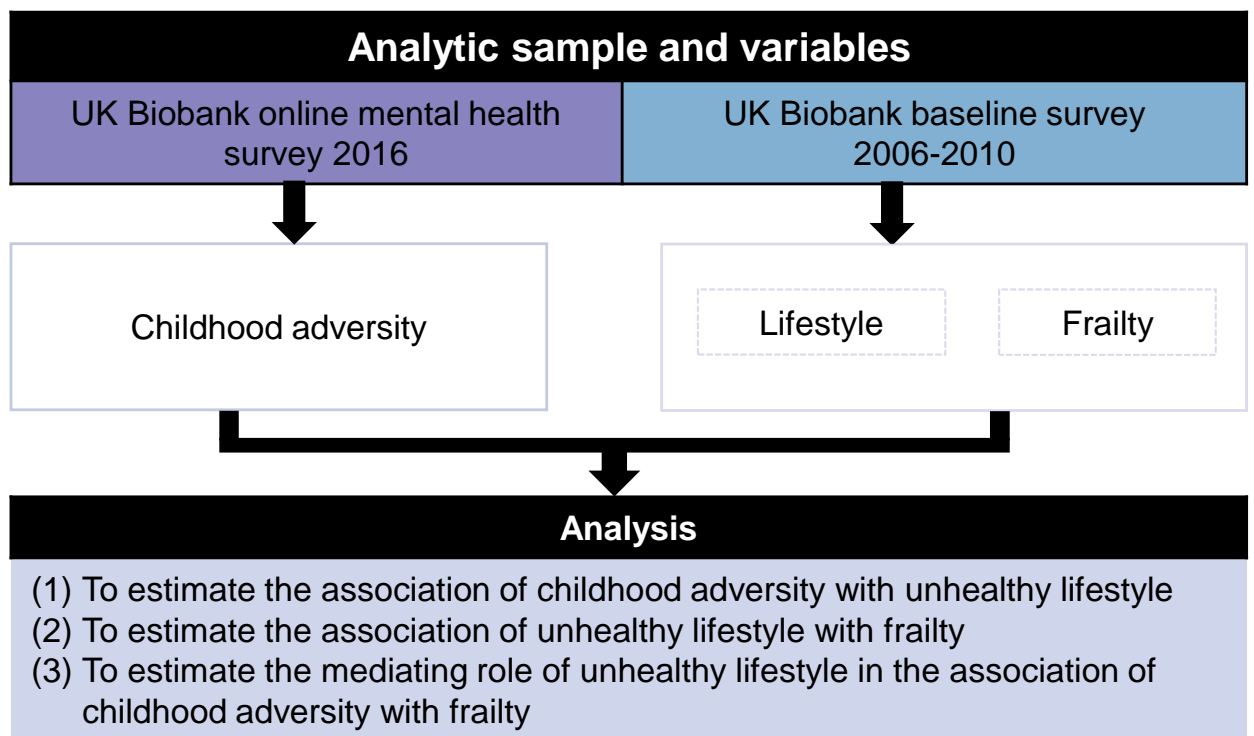 Analytic sample and variables
UK Biobank online mental health
survey 2016
UK Biobank baseline survey
2006-2010
Childhood adversity
Lifestyle
Frailty
Analysis
(1) To estimate the association of childhood adversity with unhealthy lifestyle
(2) To estimate the association of unhealthy lifestyle with frailty
(3) To estimate the mediating role of unhealthy lifestyle in the association of
childhood adversity with frailty